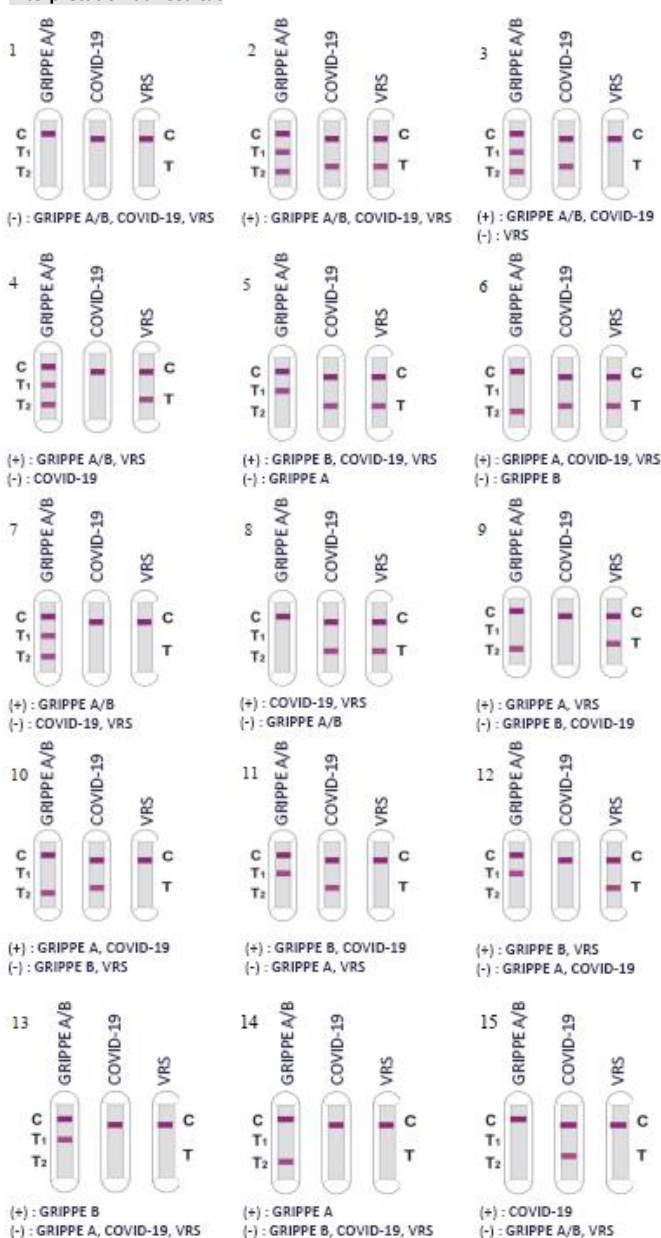 1
GRIPPE A/B
COVID-19
VRS
C
T1
T2
C
T
(-) : GRIPPE A/B, COVID-19, VRS
2
GRIPPE A/B
COVID-19
VRS
C
T1
T2
C
T
(+) : GRIPPE A/B, COVID-19, VRS
3
GRIPPE A/B
COVID-19
VRS
C
T1
T2
C
T
(+) : GRIPPE A/B, COVID-19
(-) : VRS
4
GRIPPE A/B
COVID-19
VRS
C
T1
T2
C
T
(+) : GRIPPE A/B, VRS
(-) : COVID-19
5
GRIPPE A/B
COVID-19
VRS
C
T1
T2
C
T
(+) : GRIPPE B, COVID-19, VRS
(-) : GRIPPE A
6
GRIPPE A/B
COVID-19
VRS
C
T1
T2
C
T
(+) : GRIPPE A, COVID-19, VRS
(-) : GRIPPE B
7
GRIPPE A/B
COVID-19
VRS
C
T1
T2
C
T
(+) : GRIPPE A/B
(-) : COVID-19, VRS
8
GRIPPE A/B
COVID-19
VRS
C
T1
T2
C
T
(+) : COVID-19, VRS
(-) : GRIPPE A/B
9
GRIPPE A/B
COVID-19
VRS
C
T1
T2
C
T
(+) : GRIPPE A, VRS
(-) : GRIPPE B, COVID-19
10
GRIPPE A/B
COVID-19
VRS
C
T1
T2
C
T
(+) : GRIPPE A, COVID-19
(-) : GRIPPE B, VRS
11
GRIPPE A/B
COVID-19
VRS
C
T1
T2
C
T
(+) : GRIPPE B, COVID-19
(-) : GRIPPE A, VRS
12
GRIPPE A/B
COVID-19
VRS
C
T1
T2
C
T
(+) : GRIPPE B, VRS
(-) : GRIPPE A, COVID-19
13
GRIPPE A/B
COVID-19
VRS
C
T1
T2
C
T
(+) : GRIPPE B
(-) : GRIPPE A, COVID-19, VRS
14
GRIPPE A/B
COVID-19
VRS
C
T1
T2
C
T
(+) : GRIPPE A
(-) : GRIPPE B, COVID-19, VRS
15
GRIPPE A/B
COVID-19
VRS
C
T1
T2
C
T
(+) : COVID-19
(-) : GRIPPE A/B, VRS